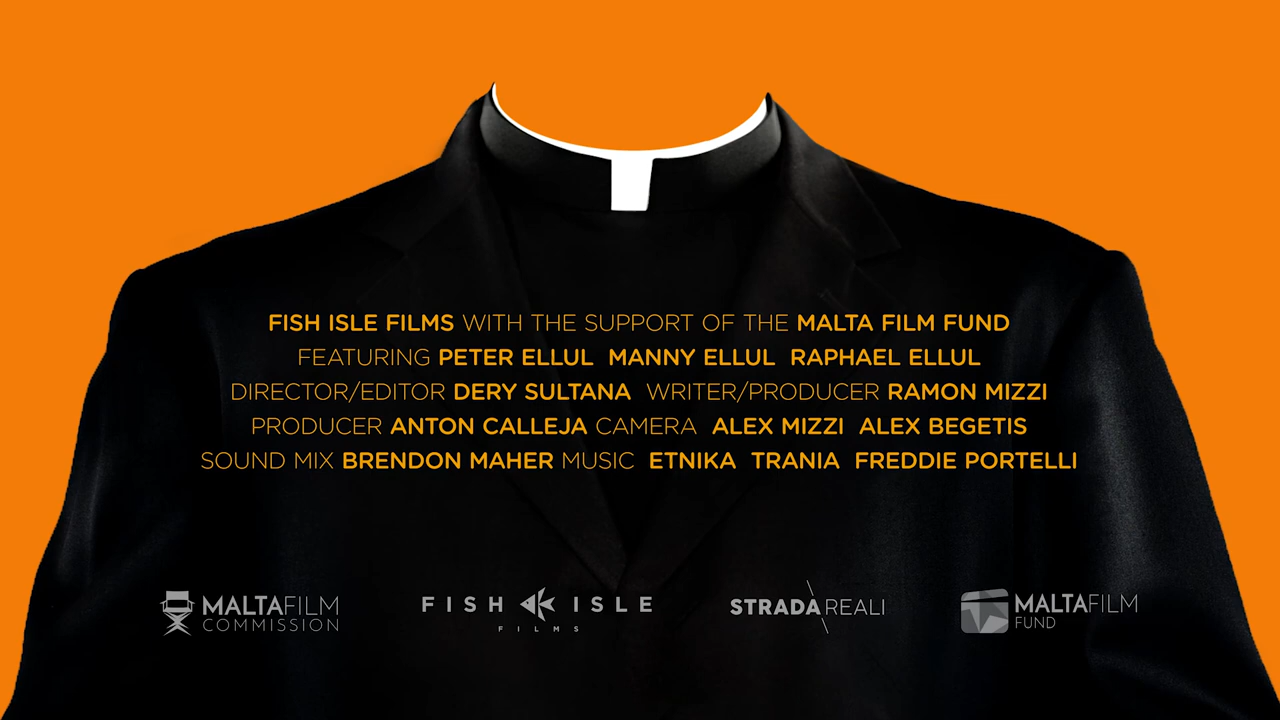 FISH ISLE FILMS WITH THE SUPPORT OF THE MALTA FILM FUND
FEATURING PETER ELLUL MANNY ELLUL RAPHAEL ELLUL
DIRECTOR/EDITOR DERY SULTANA WRITER/PRODUCER RAMON MIZZI
PRODUCER ANTON CALLEJA CAMERA ALEX MIZZI ALEX BEGETIS
SOUND MIX BRENDON MAHER MUSIC ETNIKA TRANIA FREDDIE PORTELLI
MALTAFILM
COMMISSION
FISH ISLE
FILMS
STRADAREALI
MALTAFILM
FUND